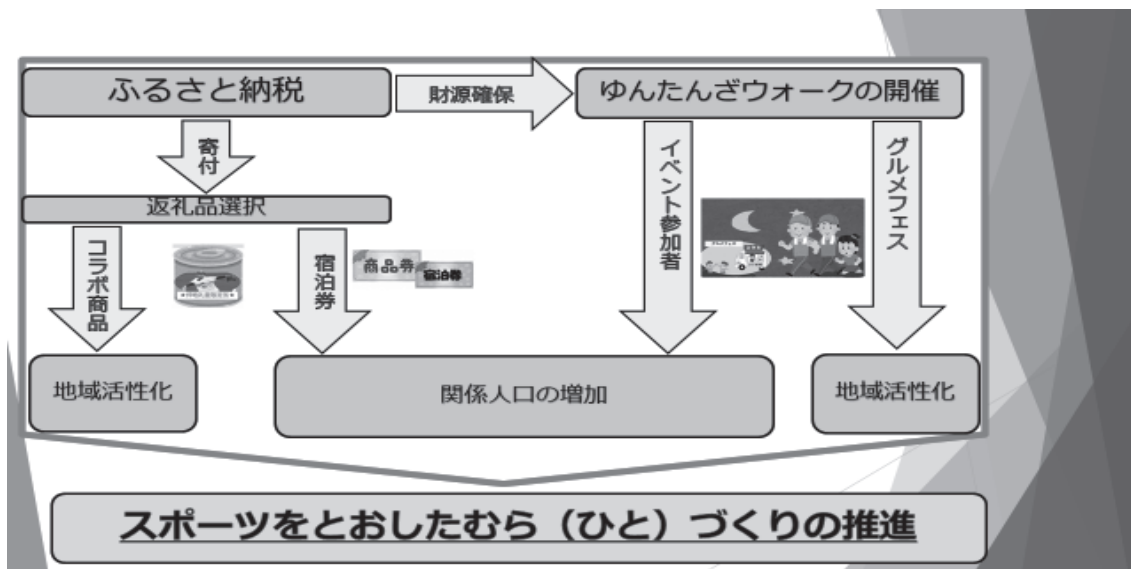 ふるさと納税
財源確保
ゆんたんざウォークの開催
寄付
返礼品選択
コラボ商品
宿泊券
商品券
宿泊券
イベント参加者
グルメフェス
地域活性化
関係人口の増加
地域活性化
スポーツをとおしたむら(ひと)づくりの推進